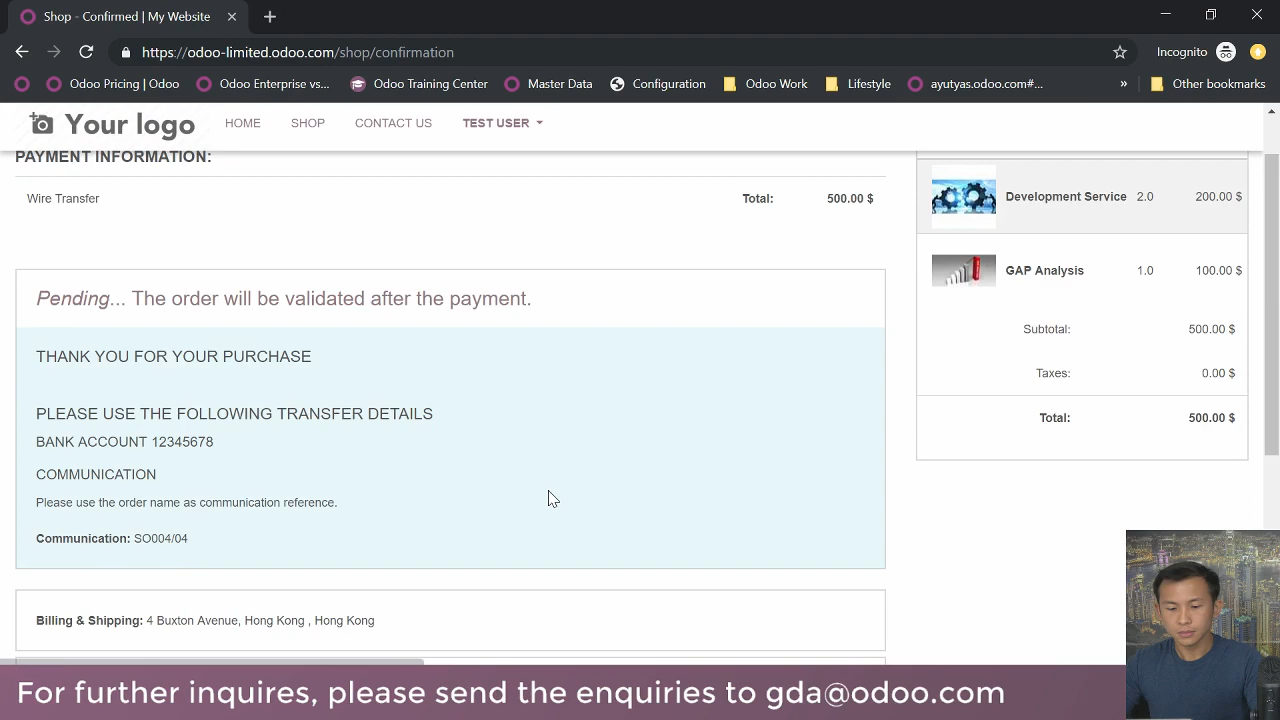 Shop - Confirmed | My Website
https://odoo-limited.odoo.com/shop/confirmation
Incognito
Odoo Pricing | Odoo
Odoo Enterprise vs...
Odoo Training Center
Master Data
Configuration
Odoo Work
Lifestyle
ayutyas.odoo.com#...
»
Other bookmarks
Your logo
HOME
SHOP
CONTACT US
TEST USER
PAYMENT INFORMATION:
Wire Transfer
Total:
500.00 $
Development Service
2.0
200.00 $
GAP Analysis
1.0
100.00 $
Subtotal:
500.00 $
Taxes:
0.00 $
Total:
500.00 $
Pending... The order will be validated after the payment.
THANK YOU FOR YOUR PURCHASE
PLEASE USE THE FOLLOWING TRANSFER DETAILS
BANK ACCOUNT 12345678
COMMUNICATION
Please use the order name as communication reference.
Communication: SO004/04
Billing & Shipping: 4 Buxton Avenue, Hong Kong , Hong Kong
For further inquires, please send the enquiries to gda@odoo.com